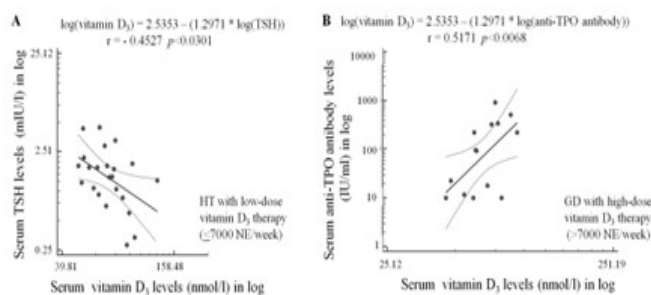 A
log(vitamin D₃) = 2.5353 – (1.2971 * log(TSH))
r = - 0.4527 p<0.0301
Serum TSH levels (mIU/l) in log
25.12
2.51
0.25
HT with low-dose
vitamin D₃ therapy
(≤7000 NE/week)
39.81
158.48
Serum vitamin D₃ levels (nmol/l) in log
B
log(vitamin D₃) = 2.5353 – (1.2971 * log(anti-TPO antibody))
r = 0.5171 p<0.0068
Serum anti-TPO antibody levels
(IU/ml) in log
1000
100
10
1
GD with high-dose
vitamin D₃ therapy
(>7000 NE/week)
25.12
251.19
Serum vitamin D₃ levels (nmol/l) in log